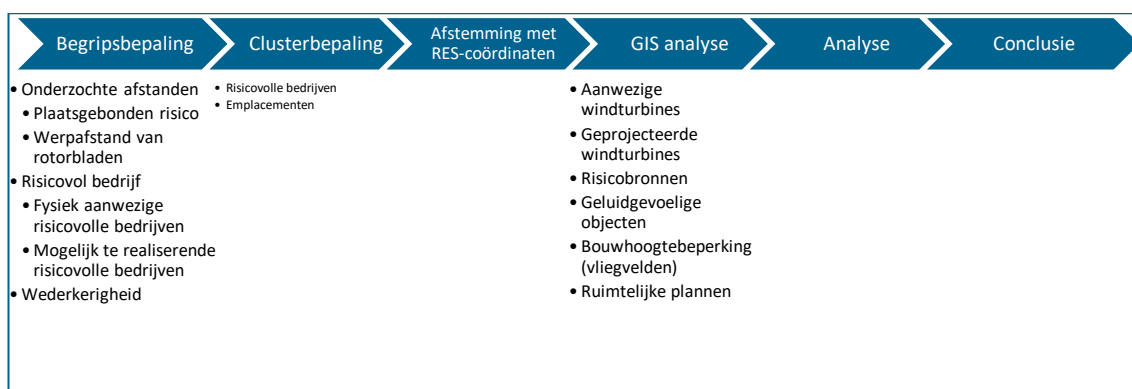 Begripsbepaling
Clusterbepaling
Afstemming met
RES-coördinaten
GIS analyse
Analyse
Conclusie
• Onderzochte afstanden
• Plaatsgebonden risico
• Werpafstand van
rotorbladen
• Risicovol bedrijf
• Fysiek aanwezige
risicovolle bedrijven
• Mogelijk te realiserende
risicovolle bedrijven
• Wederkerigheid
• Risicovolle bedrijven
• Emplacementen
• Aanwezige
windturbines
• Geprojecteerde
windturbines
• Risicobronnen
• Geluidgevoelige
objecten
• Bouwhoogtebeperking
(vliegvelden)
• Ruimtelijke plannen